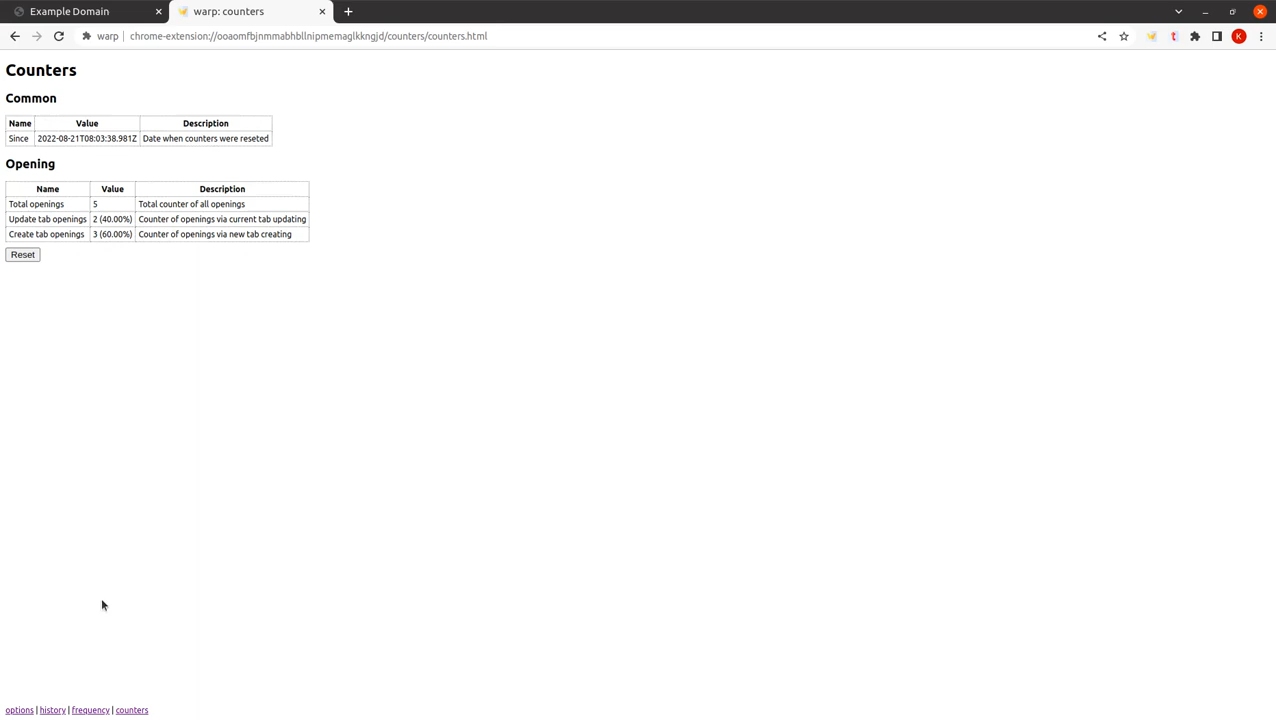 Example Domain
warp: counters
warp
chrome-extension://ooaomfbjnmmabhbllnipmemaglkkngjd/counters/counters.html
K
Counters
Common
Name Value Description
Since 2022-08-21T08:03:38.981Z Date when counters were reseted
Opening
Name Value Description
Total openings 5 Total counter of all openings
Update tab openings 2 (40.00%) Counter of openings via current tab updating
Create tab openings 3 (60.00%) Counter of openings via new tab creating
Reset
options | history | frequency | counters